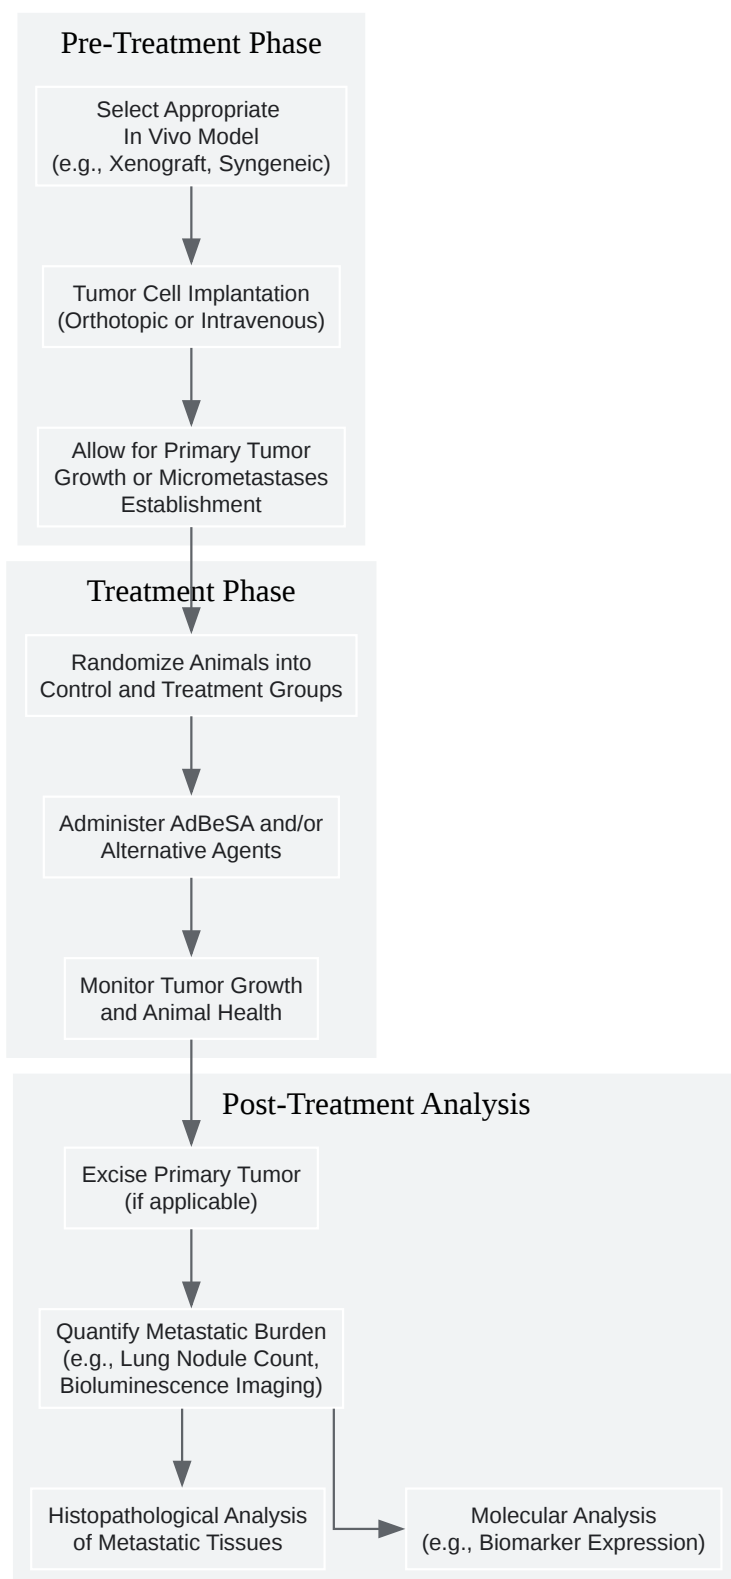 Pre-Treatment Phase
Select Appropriate
In Vivo Model
(e.g., Xenograft, Syngeneic)
Tumor Cell Implantation
(Orthotopic or Intravenous)
Allow for Primary Tumor
Growth or Micrometastases
Establishment
Treatment Phase
Randomize Animals into
Control and Treatment Groups
Administer AdBeSA and/or
Alternative Agents
Monitor Tumor Growth
and Animal Health
Post-Treatment Analysis
Excise Primary Tumor
(if applicable)
Quantify Metastatic Burden
(e.g., Lung Nodule Count,
Bioluminescence Imaging)
Histopathological Analysis
of Metastatic Tissues
Molecular Analysis
(e.g., Biomarker Expression)